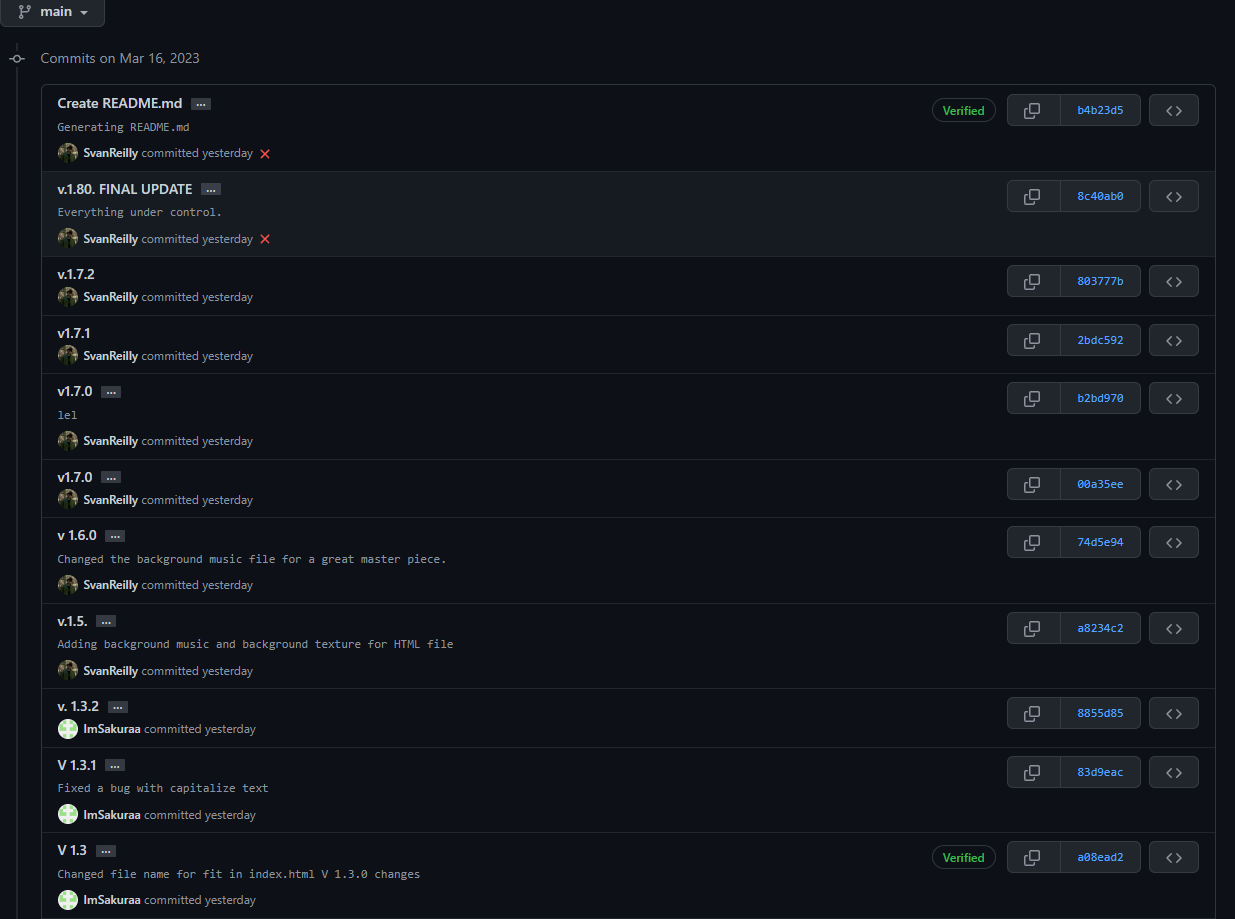 main
Commits on Mar 16, 2023
Create README.md ...
Verified
b4b23d5
Generating README.md
SvanReilly committed yesterday
v.1.80. FINAL UPDATE ...
8c40ab0
Everything under control.
SvanReilly committed yesterday
v.1.7.2
803777b
SvanReilly committed yesterday
v1.7.1
2bdc592
SvanReilly committed yesterday
v1.7.0 ...
b2bd970
lel
SvanReilly committed yesterday
v1.7.0 ...
00a35ee
SvanReilly committed yesterday
v 1.6.0 ...
74d5e94
Changed the background music file for a great master piece.
SvanReilly committed yesterday
v.1.5. ...
a8234c2
Adding background music and background texture for HTML file
SvanReilly committed yesterday
v. 1.3.2 ...
8855d85
ImSakuraa committed yesterday
V 1.3.1 ...
83d9eac
Fixed a bug with capitalize text
ImSakuraa committed yesterday
V 1.3 ...
Verified
a08ead2
Changed file name for fit in index.html V 1.3.0 changes
ImSakuraa committed yesterday